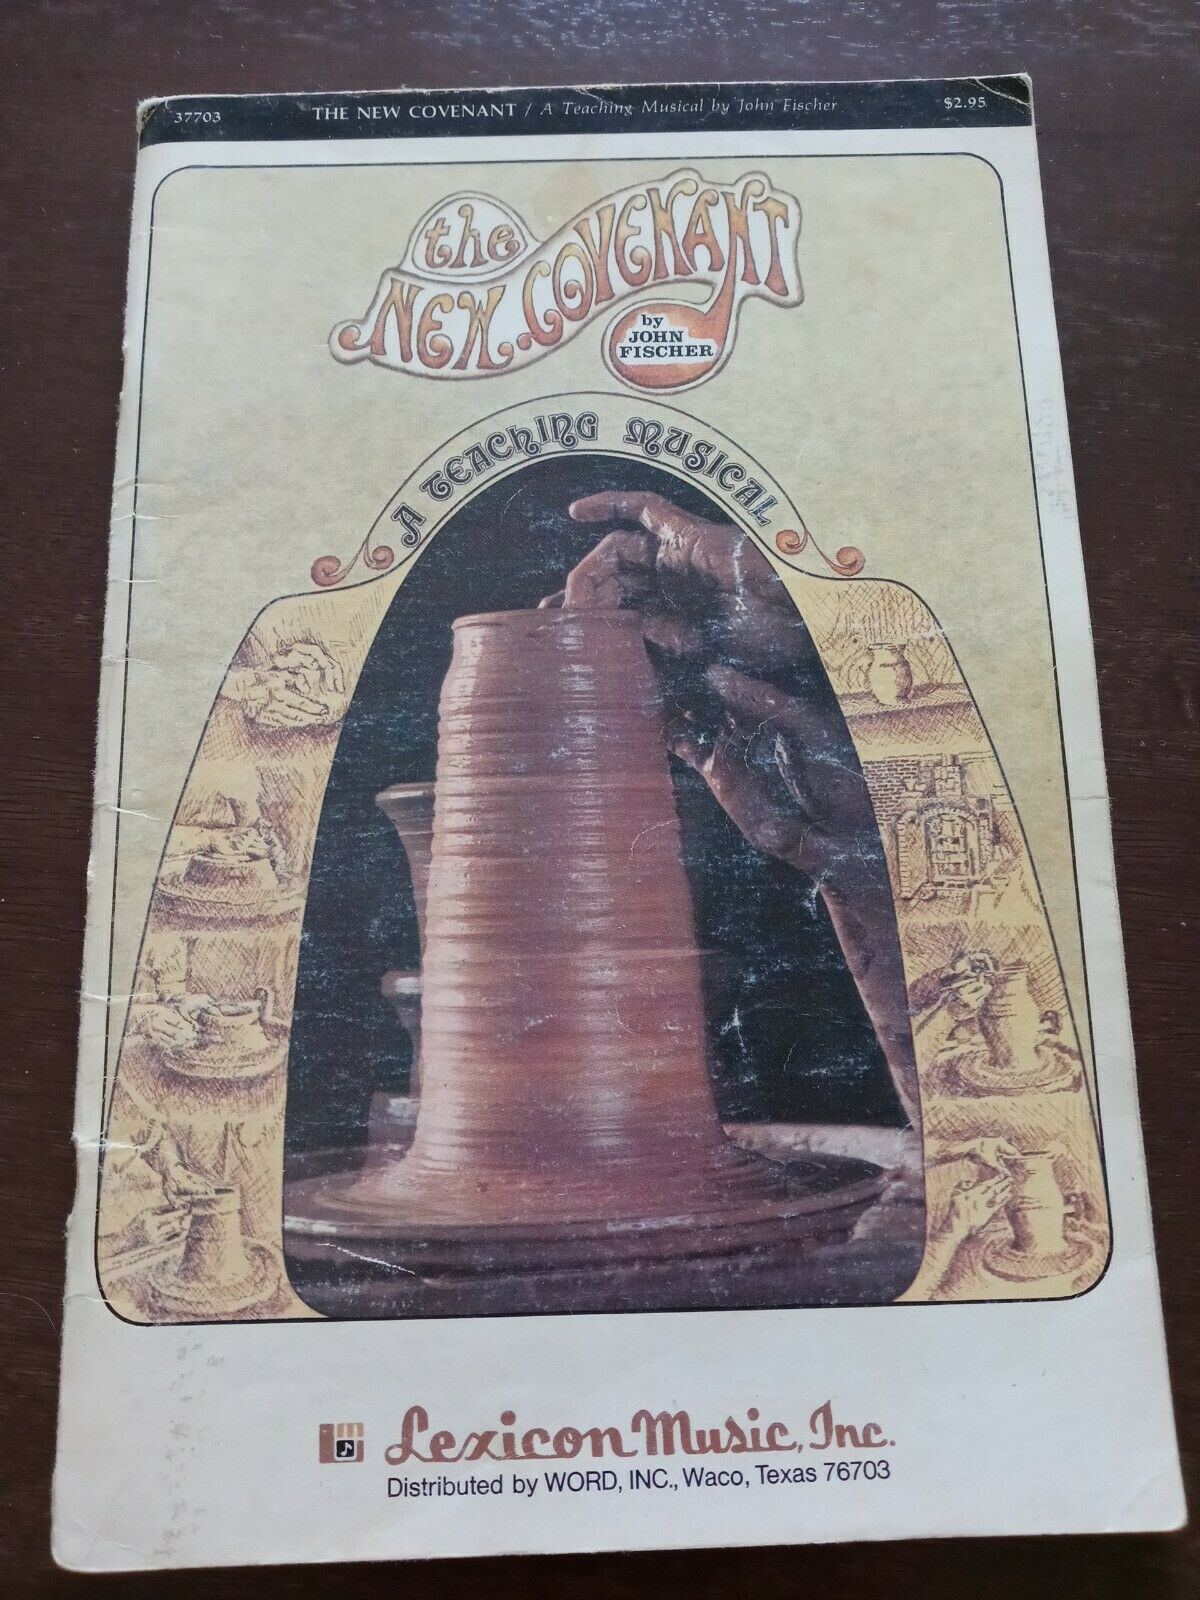 37703 THE NEW COVENANT / A Teaching Musical by John Fischer $2.95
the
NEW COVENANT
by
JOHN
FISCHER
A TEACHING MUSICAL
Lexicon Music, Inc.
Distributed by WORD, INC., Waco, Texas 76703